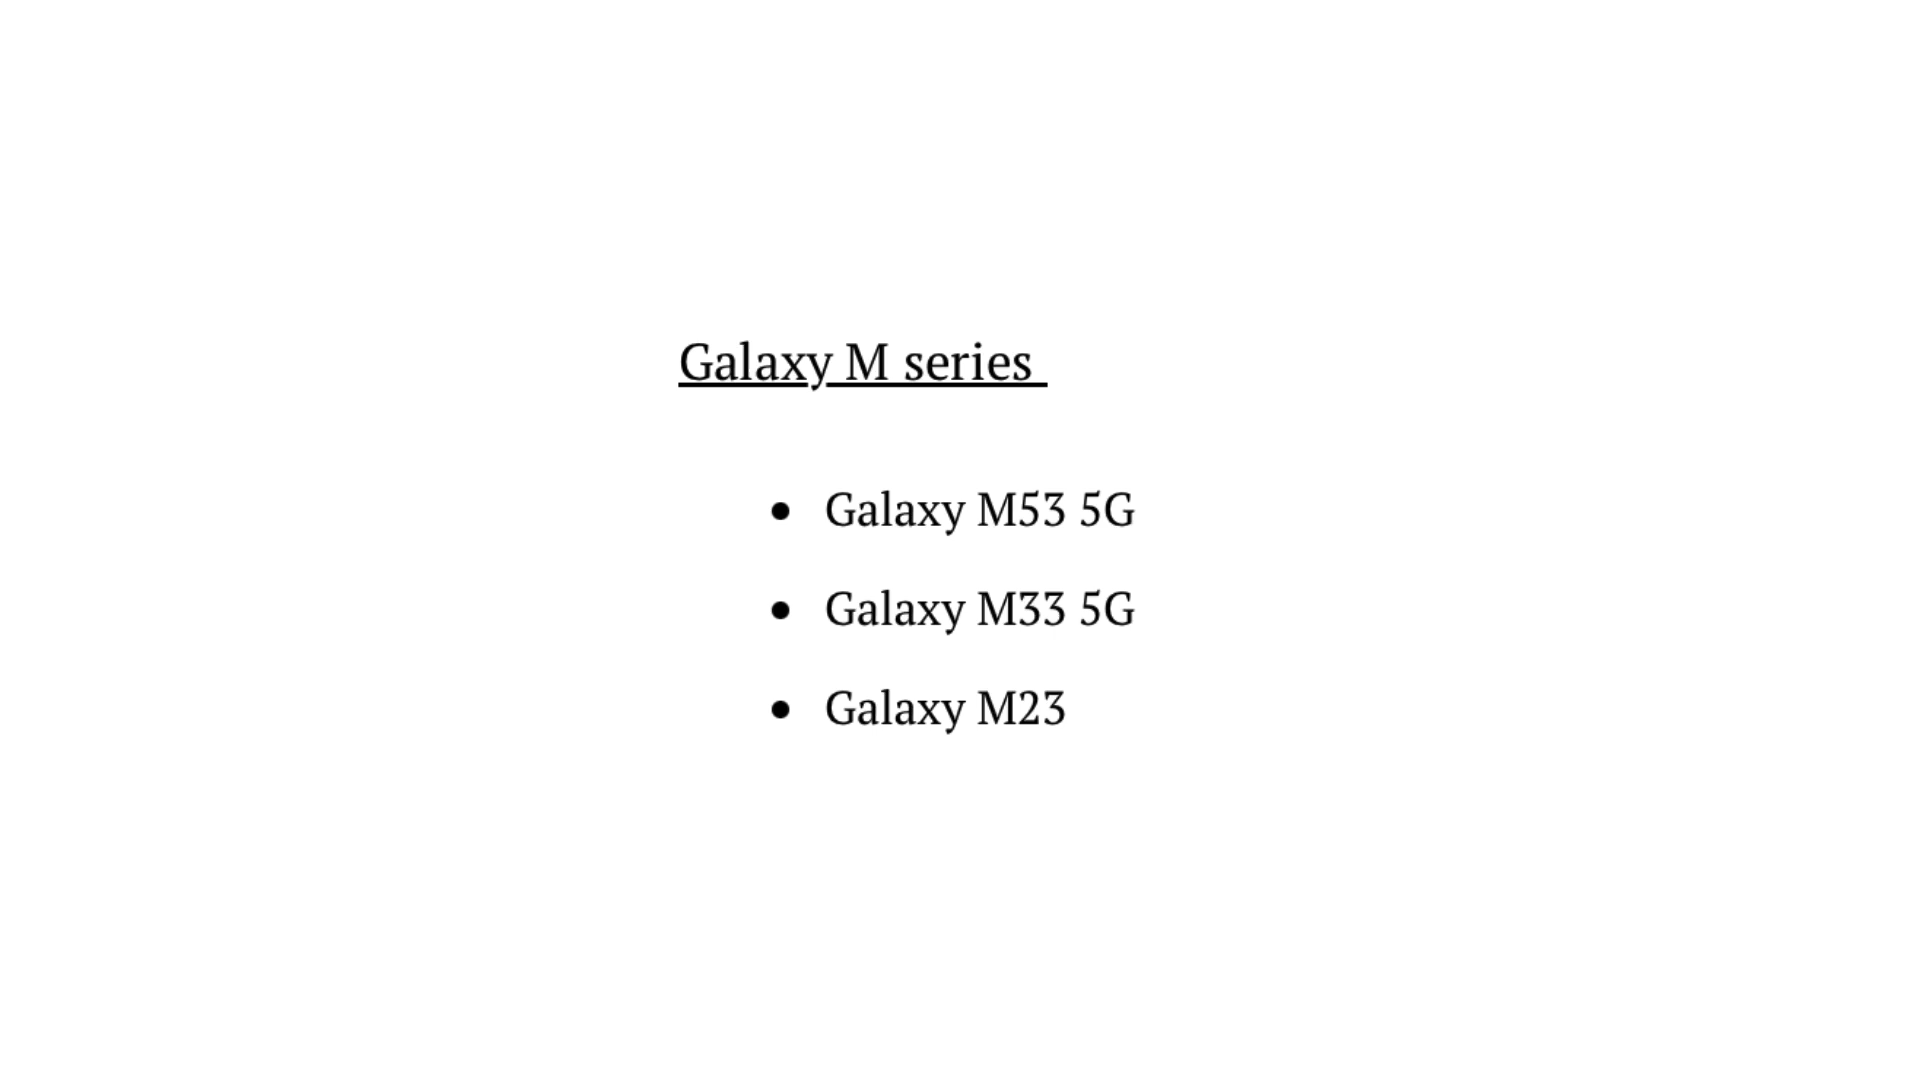 Galaxy M series
• Galaxy M53 5G
• Galaxy M33 5G
• Galaxy M23